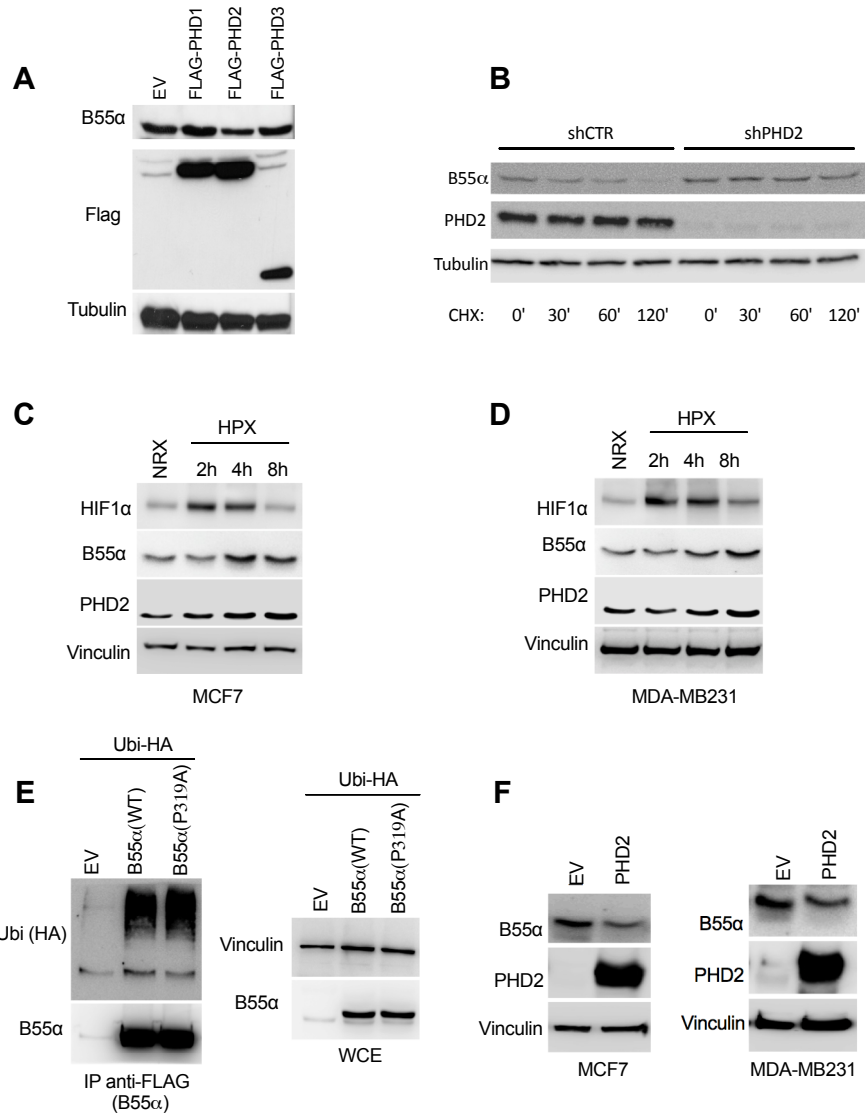 A
EV
FLAG-PHD1
FLAG-PHD2
FLAG-PHD3
B55α
Flag
Tubulin
B
shCTR shPHD2
B55α
PHD2
Tubulin
CHX: 0' 30' 60' 120' 0' 30' 60' 120'
C
NRX
HPX
2h 4h 8h
HIF1α
B55α
PHD2
Vinculin
MCF7
D
NRX
HPX
2h 4h 8h
HIF1α
B55α
PHD2
Vinculin
MDA-MB231
E
Ubi-HA
EV
B55α(WT)
B55α(P319A)
Ubi (HA)
B55α
IP anti-FLAG
(B55α)
Ubi-HA
EV
B55α(WT)
B55α(P319A)
Vinculin
B55α
WCE
F
EV
PHD2
B55α
PHD2
Vinculin
MCF7
EV
PHD2
B55α
PHD2
Vinculin
MDA-MB231